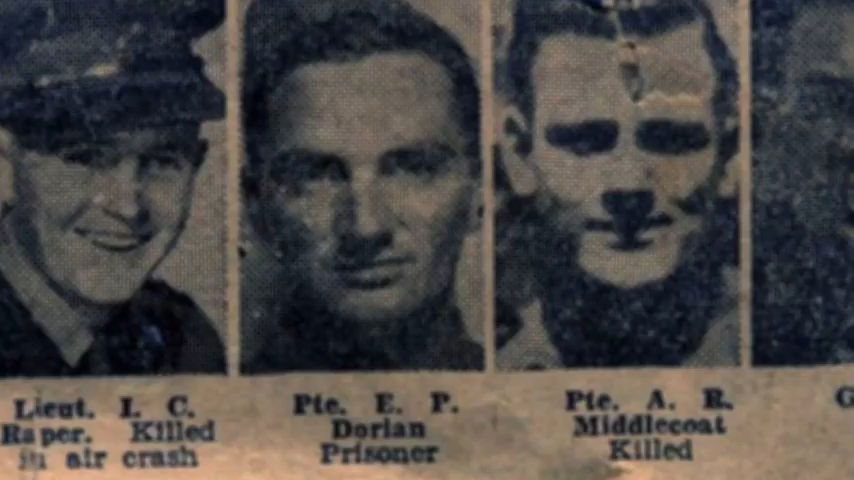 Lieut. I. C.
Raper. Killed
in air crash
Pte. E. P.
Dorian
Prisoner
Pte. A. R.
Middlecoat
Killed
G